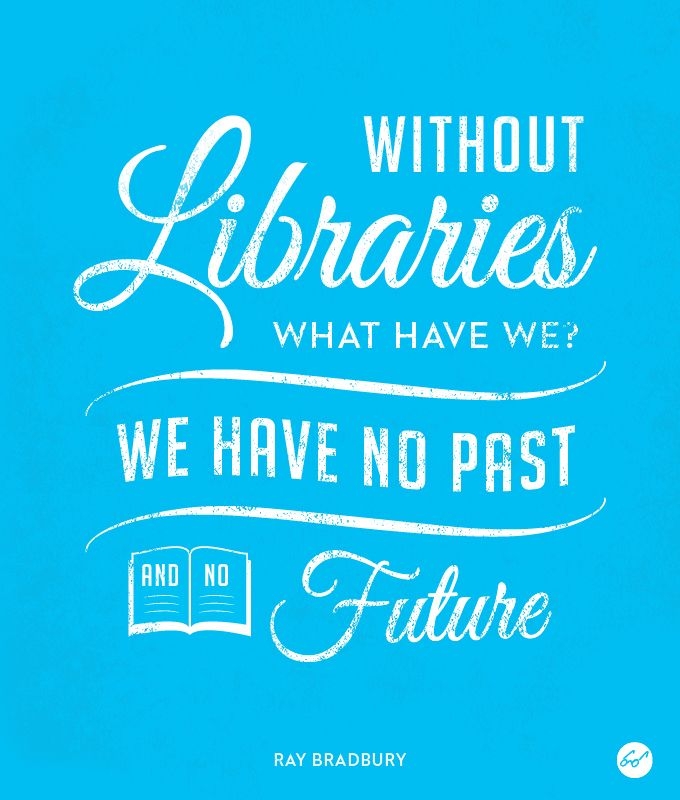 WITHOUT
Libraries
WHAT HAVE WE?
WE HAVE NO PAST
AND NO
Future
RAY BRADBURY